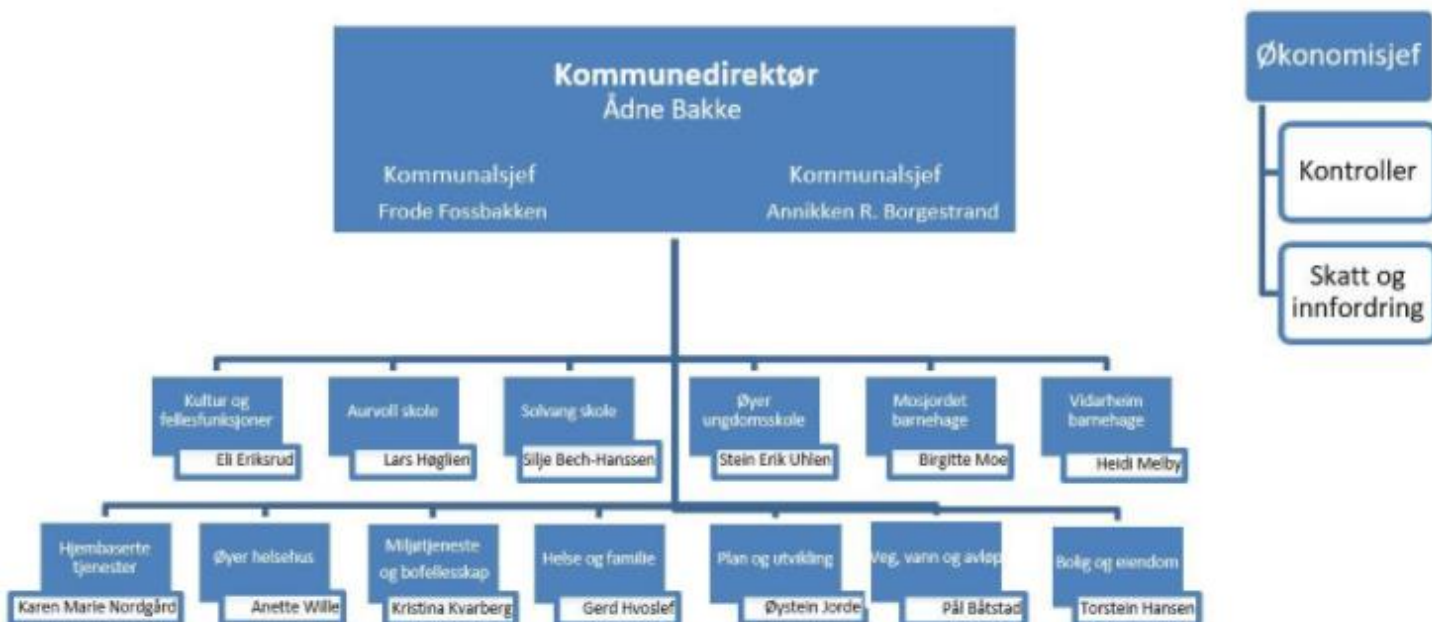 Kommunedirektør
Ådne Bakke
Kommunalsjef
Frode Fossbakken
Kommunalsjef
Annikken R. Borgestrand
Økonomisjef
Kontroller
Skatt og
innfordring
Kultur og
fellesfunksjoner
Eli Eriksrud
Aurvoll skole
Lars Høglien
Solvang skole
Silje Bech-Hanssen
Øyer
ungdomsskole
Stein Erik Uhlen
Mosjordet
barnehage
Birgitte Moe
Vidarheim
barnehage
Heidi Melby
Hjembaserte
tjenester
Karen Marie Nordgård
Øyer helsehus
Anette Wille
Miljøtjeneste
og bofellesskap
Kristina Kvarberg
Helse og familie
Gerd Hvoslef
Plan og utvikling
Øystein Jorde
Veg, vann og avløp
Pål Båtstad
Bolig og eiendom
Torstein Hansen